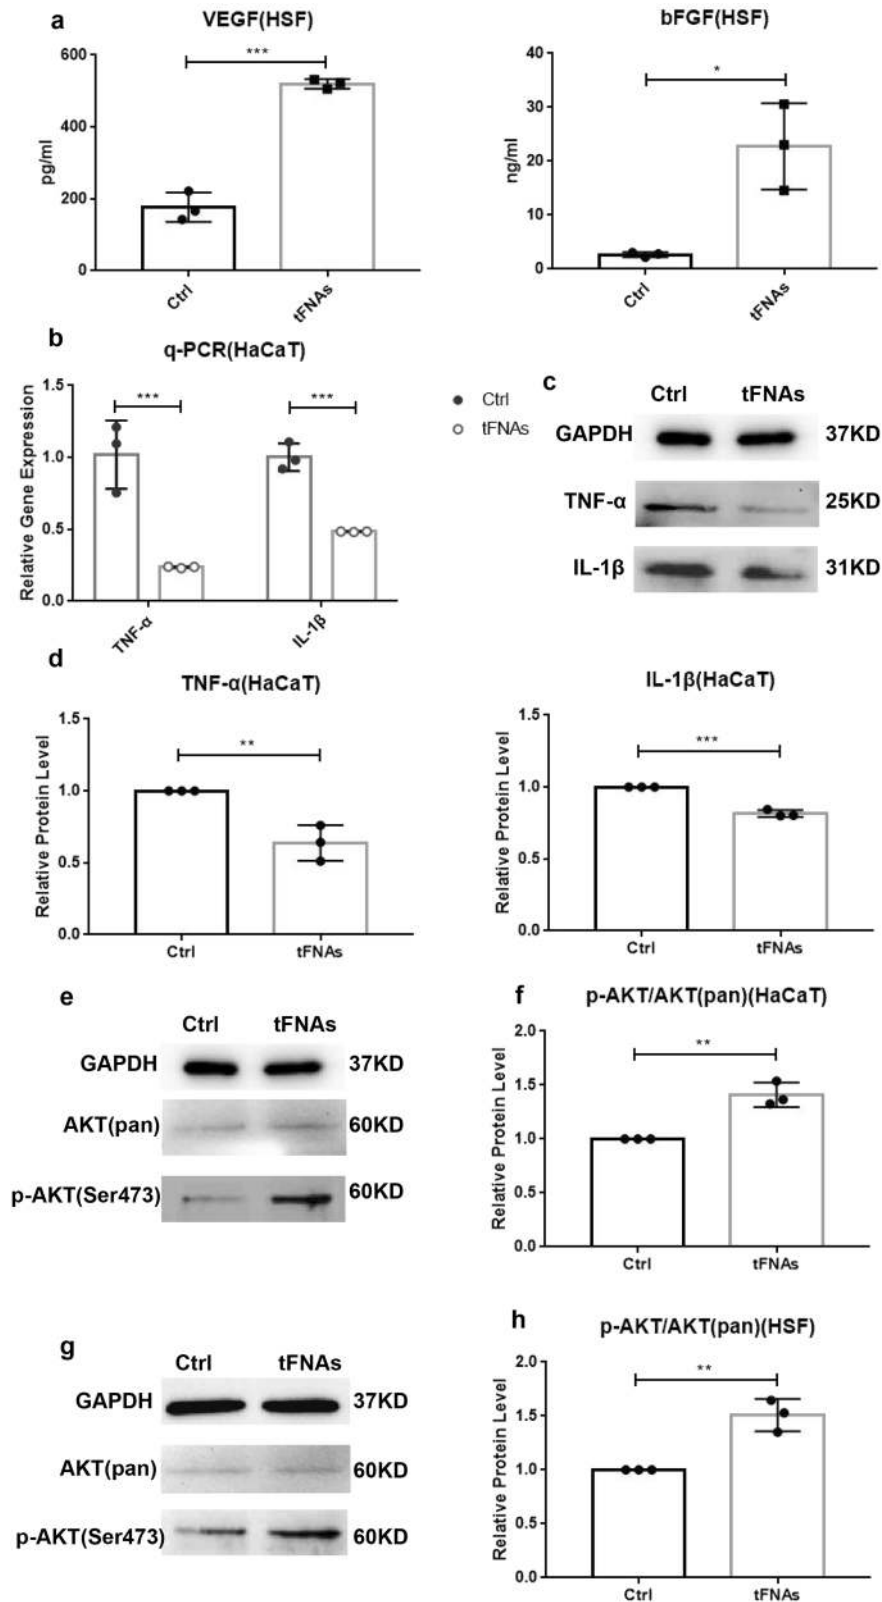 a
VEGF(HSF)
pg/ml
600
400
200
0
***
Ctrl
tFNAs
bFGF(HSF)
ng/ml
40
30
20
10
0
*
Ctrl
tFNAs
b
q-PCR(HaCaT)
Relative Gene Expression
1.5
1.0
0.5
0.0
***
***
TNF-α
IL-1β
Ctrl
tFNAs
c
Ctrl tFNAs
GAPDH 37KD
TNF-α 25KD
IL-1β 31KD
d
TNF-α(HaCaT)
Relative Protein Level
1.5
1.0
0.5
0.0
**
Ctrl
tFNAs
IL-1β(HaCaT)
Relative Protein Level
1.5
1.0
0.5
0.0
***
Ctrl
tFNAs
e
Ctrl tFNAs
GAPDH 37KD
AKT(pan) 60KD
p-AKT(Ser473) 60KD
f
p-AKT/AKT(pan)(HaCaT)
Relative Protein Level
2.0
1.5
1.0
0.5
0.0
**
Ctrl
tFNAs
g
Ctrl tFNAs
GAPDH 37KD
AKT(pan) 60KD
p-AKT(Ser473) 60KD
h
p-AKT/AKT(pan)(HSF)
Relative Protein Level
2.0
1.5
1.0
0.5
0.0
**
Ctrl
tFNAs